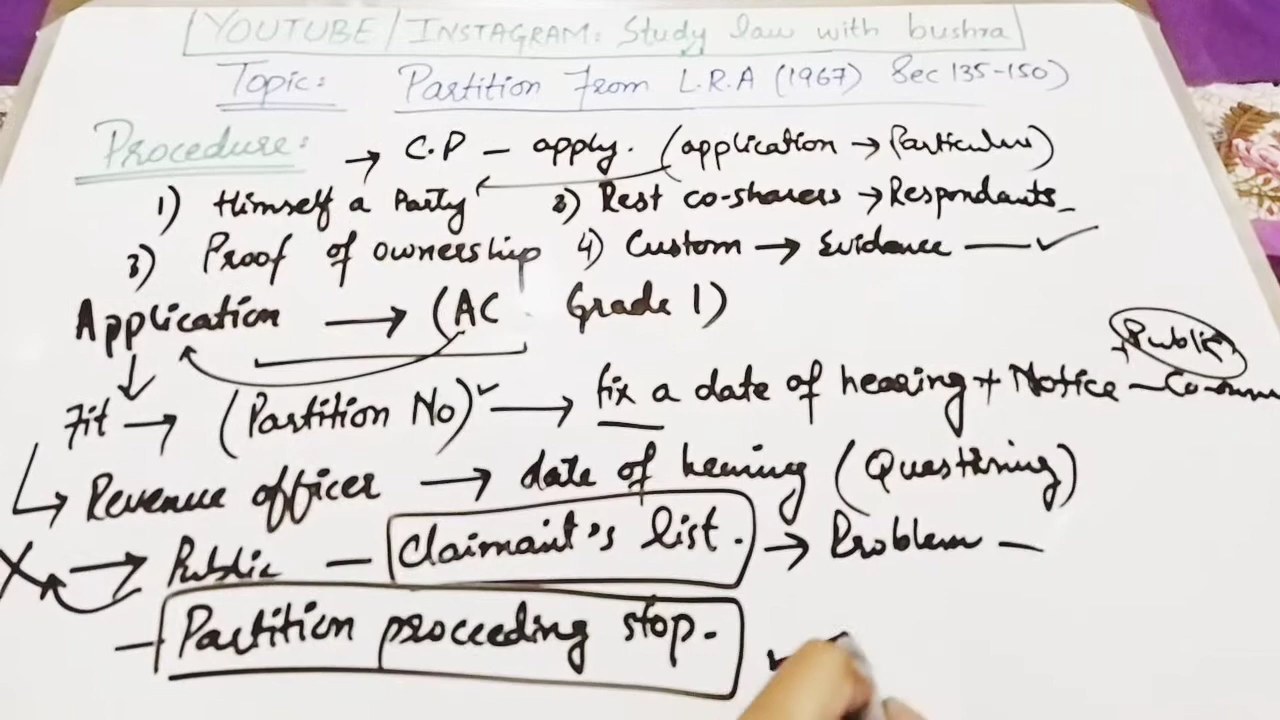 YOUTUBE/INSTAGRAM: Study law with bushra
Topic: Partition From L.R.A (1967) Sec 135-150)
Procedure: → C.P - apply. (application → Particulars)
1) Himself a Party 2) Rest co-sharers → Respondants
3) Proof of ownership 4) Custom → Evidence — ✓
Application → (AC Grade 1)
Public
Fit → (Partition No) ✓ → fix a date of hearing + Notice -
Revenue officer → date of hearing (Questining)
X → Public - Claimant's list. → Problem -
- Partition proceeding stop.